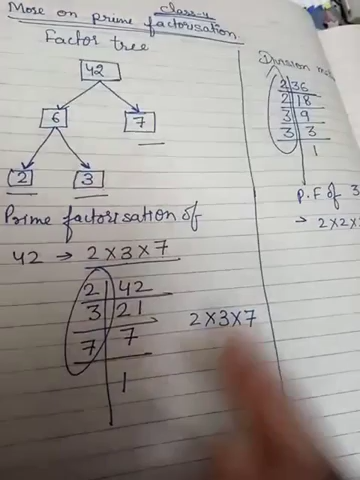 More on prime factorisation.
Class-4
Factor tree
42
6 7
2 3
Prime factorisation of
42 → 2×3×7
2 42
3 21
7 7
1
2×3×7
Division
2 36
2 18
3 9
3 3
1
P.F of 3
→ 2×2×